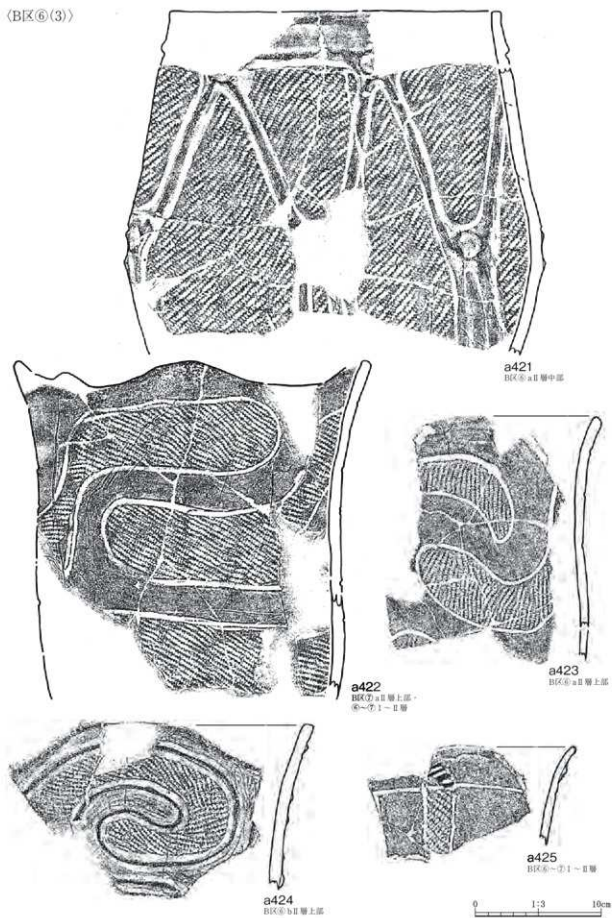 〈B区⑥(3)〉
a421
B区⑥aⅡ層中部
a422
B区⑦aⅡ層上部・
⑥〜⑦Ⅰ〜Ⅱ層
a423
B区⑥aⅡ層上部
a424
B区⑥bⅡ層上部
a425
B区⑥〜⑦Ⅰ〜Ⅱ層
0 1:3 10cm